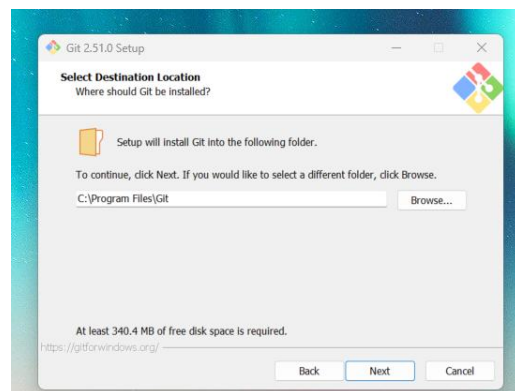 Git 2.51.0 Setup
Select Destination Location
Where should Git be installed?
Setup will install Git into the following folder.
To continue, click Next. If you would like to select a different folder, click Browse.
C:\Program Files\Git
Browse...
At least 340.4 MB of free disk space is required.
https://gitforwindows.org/
Back
Next
Cancel